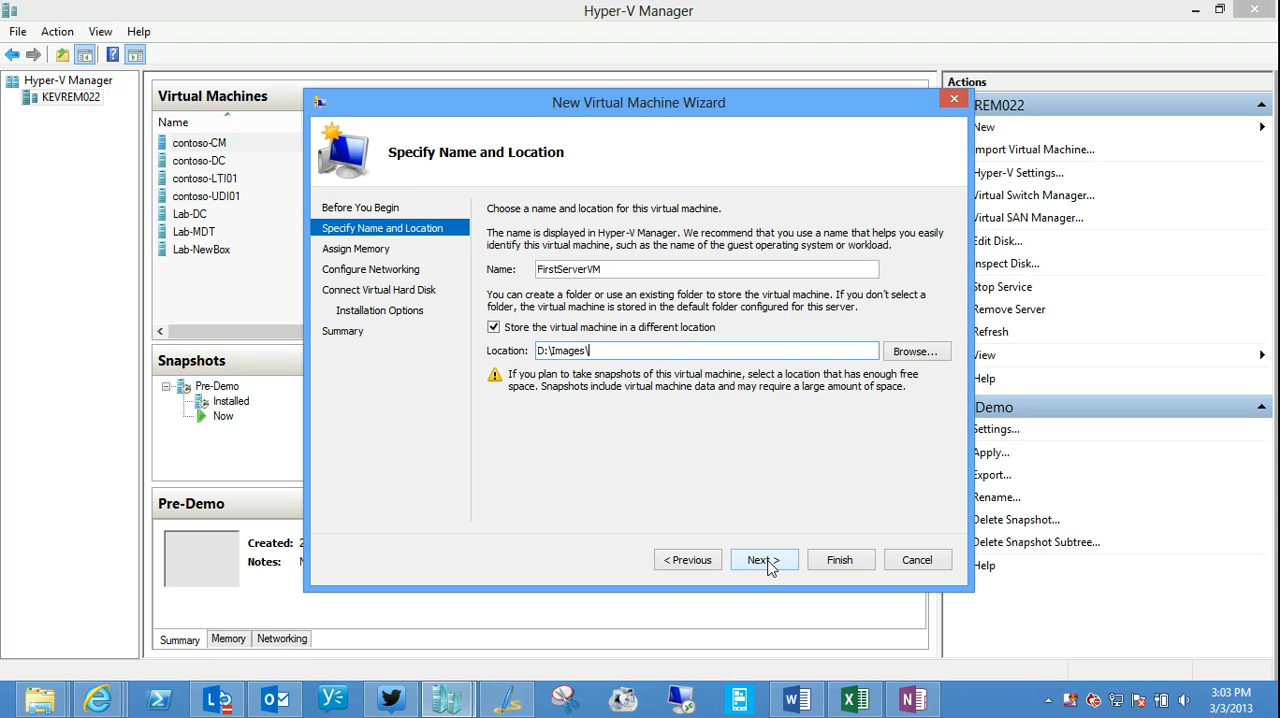 Hyper-V Manager
File Action View Help
Hyper-V Manager
KEVREM022
Virtual Machines
Name
contoso-CM
contoso-DC
contoso-LTI01
contoso-UDI01
Lab-DC
Lab-MDT
Lab-NewBox
Snapshots
Pre-Demo
Installed
Now
Pre-Demo
Created: 2
Notes:
Summary Memory Networking
New Virtual Machine Wizard
Specify Name and Location
Before You Begin
Specify Name and Location
Assign Memory
Configure Networking
Connect Virtual Hard Disk
Installation Options
Summary
Choose a name and location for this virtual machine.
The name is displayed in Hyper-V Manager. We recommend that you use a name that helps you easily
identify this virtual machine, such as the name of the guest operating system or workload.
Name: FirstServerVM
You can create a folder or use an existing folder to store the virtual machine. If you don't select a
folder, the virtual machine is stored in the default folder configured for this server.
Store the virtual machine in a different location
Location: D:\Images\
Browse...
If you plan to take snapshots of this virtual machine, select a location that has enough free
space. Snapshots include virtual machine data and may require a large amount of space.
< Previous Next > Finish Cancel
Actions
REM022
New
mport Virtual Machine...
Hyper-V Settings...
Virtual Switch Manager...
Virtual SAN Manager...
Edit Disk...
nspect Disk...
Stop Service
Remove Server
Refresh
View
Help
Demo
Settings...
Apply...
Export...
Rename...
Delete Snapshot...
Delete Snapshot Subtree...
Help
3:03 PM
3/3/2013